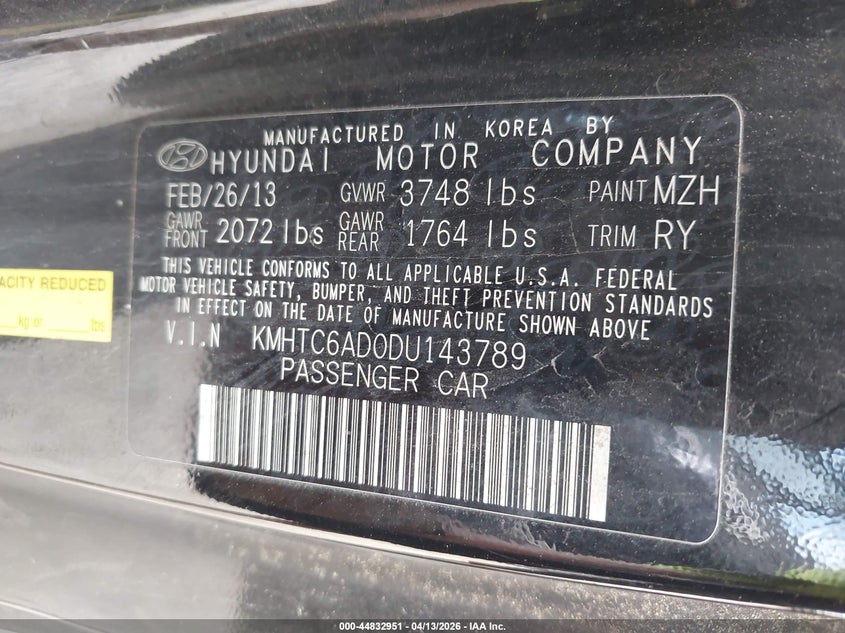 MANUFACTURED IN KOREA BY
HYUNDAI MOTOR COMPANY
FEB/26/13 GVWR 3748 lbs PAINT MZH
GAWR FRONT 2072 lbs GAWR REAR 1764 lbs TRIM RY
THIS VEHICLE CONFORMS TO ALL APPLICABLE U.S.A. FEDERAL
MOTOR VEHICLE SAFETY, BUMPER, AND THEFT PREVENTION STANDARDS
IN EFFECT ON THE DATE OF MANUFACTURE SHOWN ABOVE
V.I.N KMHTC6AD0DU143789
PASSENGER CAR
ACITY REDUCED
kg or lbs
000-44832951 - 04/13/2026 - IAA Inc.